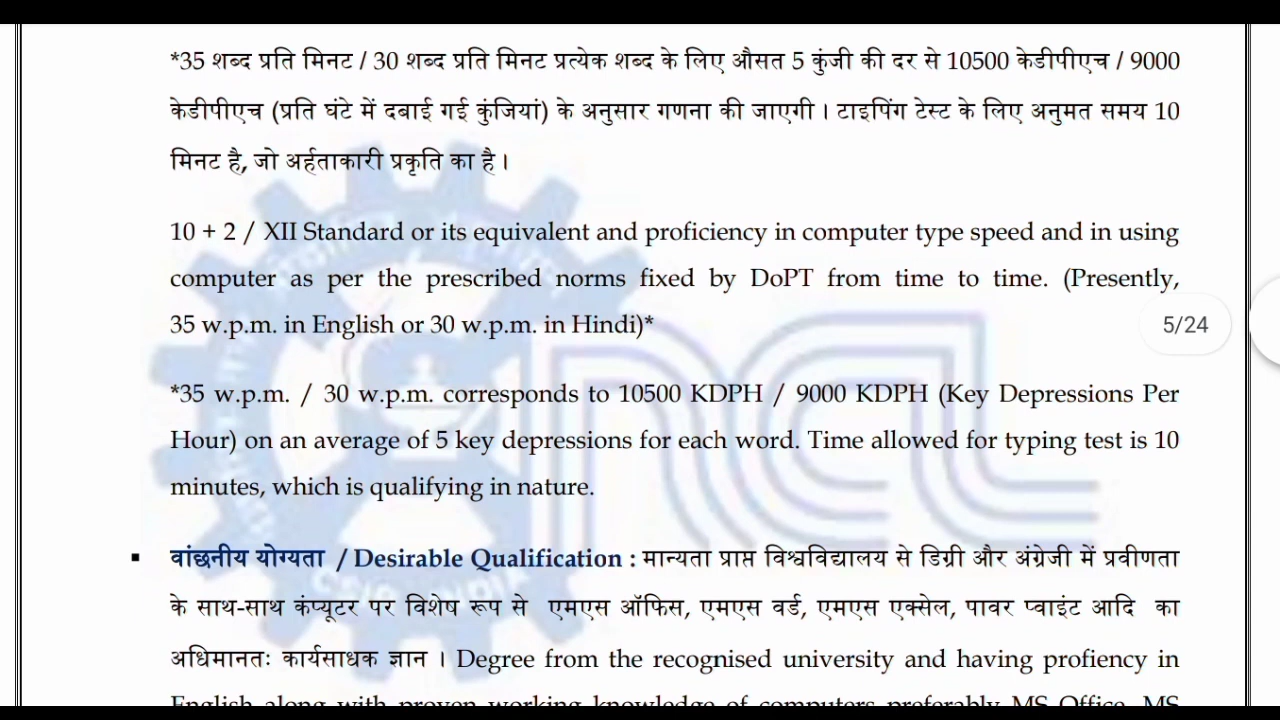 *35 शब्द प्रति मिनट / 30 शब्द प्रति मिनट प्रत्येक शब्द के लिए औसत 5 कुंजी की दर से 10500 केडीपीएच / 9000
केडीपीएच (प्रति घंटे में दबाई गई कुंजियां) के अनुसार गणना की जाएगी । टाइपिंग टेस्ट के लिए अनुमत समय 10
मिनट है, जो अर्हताकारी प्रकृति का है ।
10 + 2 / XII Standard or its equivalent and proficiency in computer type speed and in using
computer as per the prescribed norms fixed by DoPT from time to time. (Presently,
35 w.p.m. in English or 30 w.p.m. in Hindi)*
5/24
*35 w.p.m. / 30 w.p.m. corresponds to 10500 KDPH / 9000 KDPH (Key Depressions Per
Hour) on an average of 5 key depressions for each word. Time allowed for typing test is 10
minutes, which is qualifying in nature.
▪ वांछनीय योग्यता / Desirable Qualification : मान्यता प्राप्त विश्वविद्यालय से डिग्री और अंग्रेजी में प्रवीणता
के साथ-साथ कंप्यूटर पर विशेष रूप से एमएस ऑफिस, एमएस वर्ड, एमएस एक्सेल, पावर प्वाइंट आदि का
अधिमानतः कार्यसाधक ज्ञान । Degree from the recognised university and having profiency in
English along with proven working knowledge of computers preferably MS Office, MS